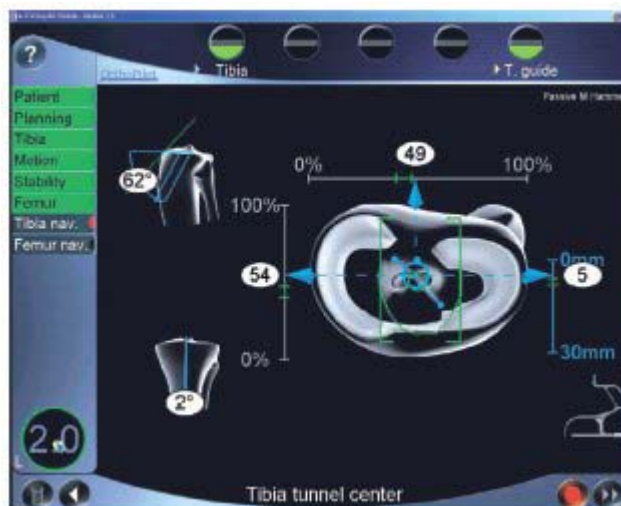 ?
OrthoPilot
Tibia
T. guide
Patient
Planning
Tibia
Motion
Stability
Femur
Tibia nav.
Femur nav.
62°
0%
49
100%
100%
54
0%
0mm
5
30mm
2°
2.0
L
Tibia tunnel center